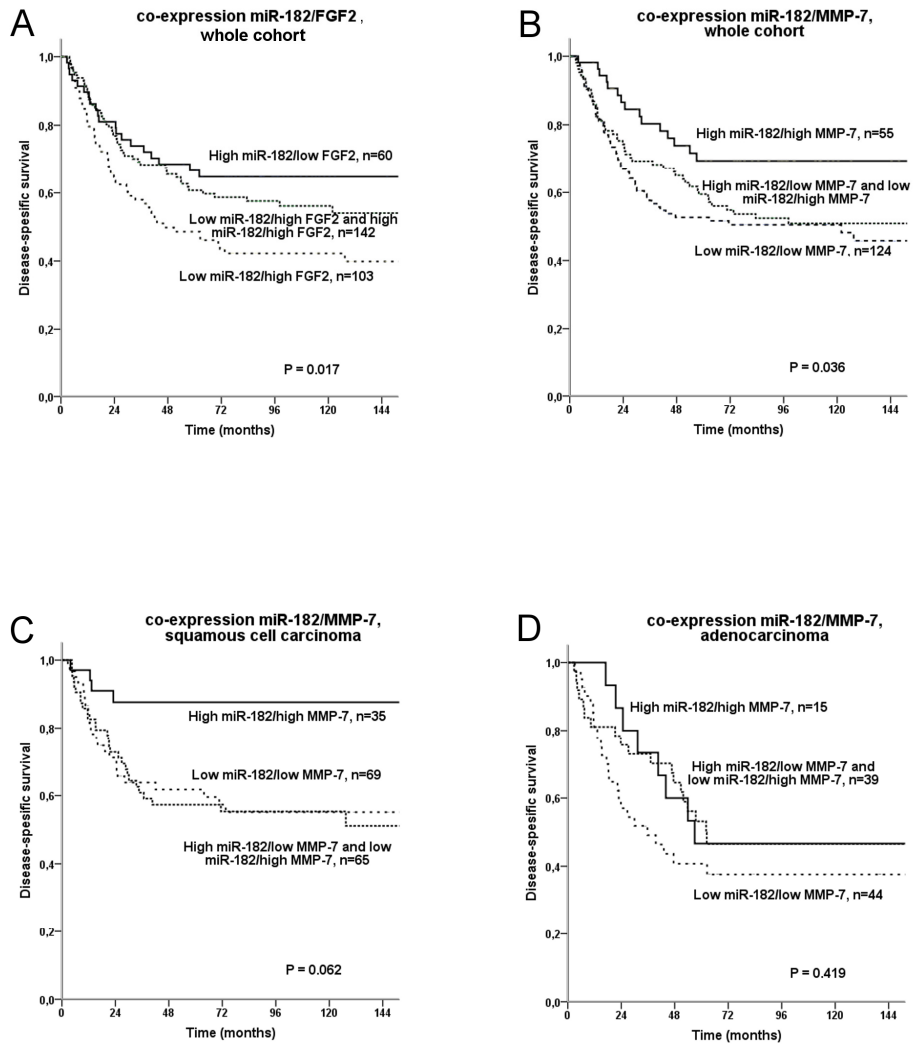 A
co-expression miR-182/FGF2 ,
whole cohort
Disease-spesific survival
1,0
0,8
0,6
0,4
0,2
0,0
High miR-182/low FGF2, n=60
Low miR-182/high FGF2 and high
miR-182/high FGF2, n=142
Low miR-182/high FGF2, n=103
P = 0.017
0 24 48 72 96 120 144
Time (months)
B
co-expression miR-182/MMP-7,
whole cohort
Disease-spesific survival
1,0
0,8
0,6
0,4
0,2
0,0
High miR-182/high MMP-7, n=55
High miR-182/low MMP-7 and low
miR-182/high MMP-7
Low miR-182/low MMP-7. n=124
P = 0.036
0 24 48 72 96 120 144
Time (months)
C
co-expression miR-182/MMP-7,
squamous cell carcinoma
Disease-spesific survival
1,0
0,8
0,6
0,4
0,2
0,0
High miR-182/high MMP-7, n=35
Low miR-182/low MMP-7, n=69
High miR-182/low MMP-7 and low
miR-182/high MMP-7, n=65
P = 0.062
0 24 48 72 96 120 144
Time (months)
D
co-expression miR-182/MMP-7,
adenocarcinoma
Disease-spesific survival
1,0
0,8
0,6
0,4
0,2
0,0
High miR-182/high MMP-7, n=15
High miR-182/low MMP-7 and
low miR-182/high MMP-7, n=39
Low miR-182/low MMP-7, n=44
P = 0.419
0 24 48 72 96 120 144
Time (months)